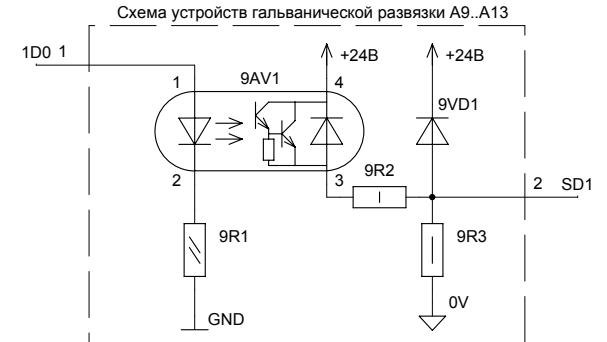 Схема устройств гальванической развязки А9..А13
1D0 1
+24В
+24В
1
9AV1
4
9VD1
2
3
9R2
2 SD1
9R1
9R3
0V
GND